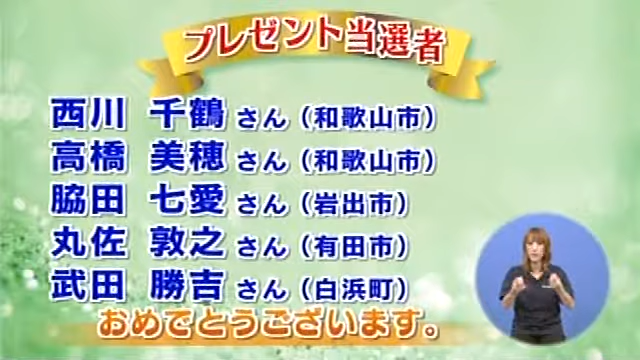 プレゼント当選者
西川 千鶴 さん (和歌山市)
高橋 美穂 さん (和歌山市)
脇田 七愛 さん (岩出市)
丸佐 敦之 さん (有田市)
武田 勝吉 さん (白浜町)
おめでとうございます。